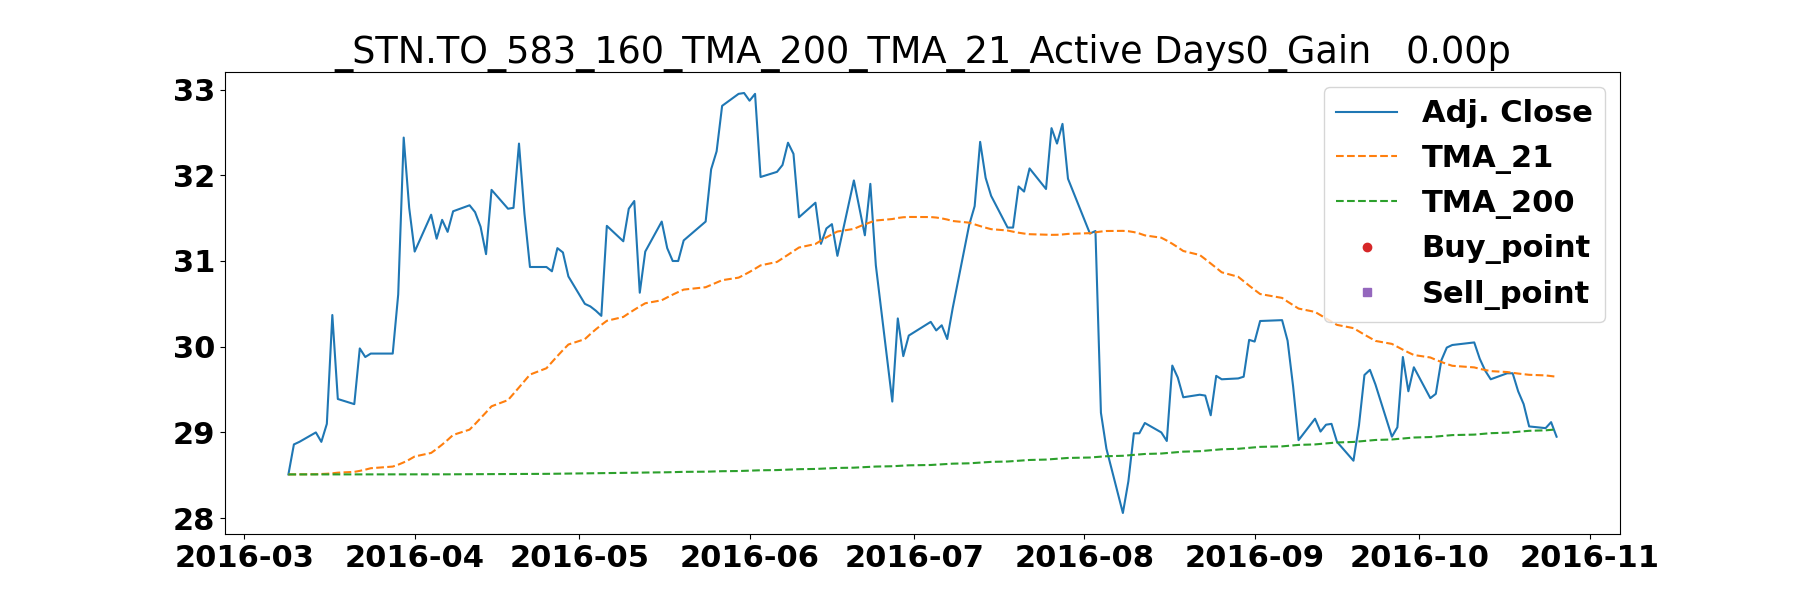 _STN.TO_583_160_TMA_200_TMA_21_Active Days0_Gain   0.00p
33
32
31
30
29
28
Adj. Close
TMA_21
TMA_200
Buy_point
Sell_point
2016-03 2016-04 2016-05 2016-06 2016-07 2016-08 2016-09 2016-10 2016-11